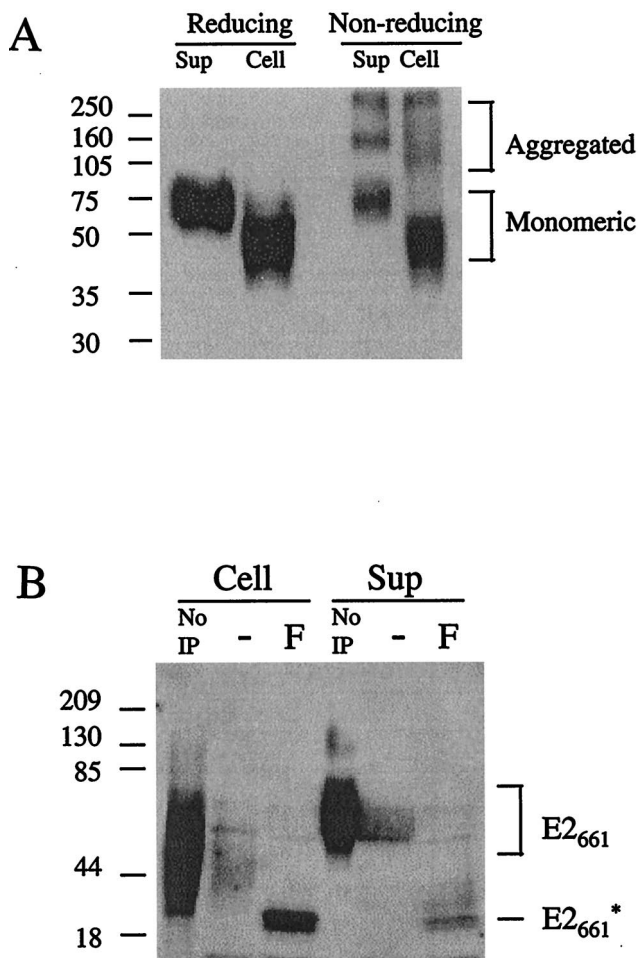 A
Reducing Non-reducing
Sup Cell Sup Cell
250
160
105
75
50
35
30
Aggregated
Monomeric
B
Cell Sup
No IP - F No IP - F
209
130
85
44
18
E2661
E2661*